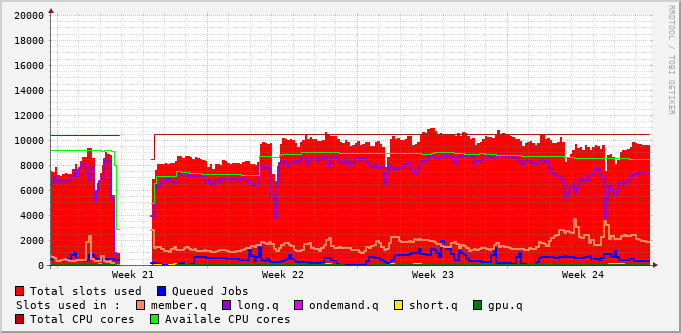 20000
18000
16000
14000
12000
10000
8000
6000
4000
2000
0
Week 21 Week 22 Week 23 Week 24
RRDTOOL / TOBI OETIKER
Total slots used Queued Jobs
Slots used in : member.q long.q ondemand.q short.q gpu.q
Total CPU cores Availale CPU cores